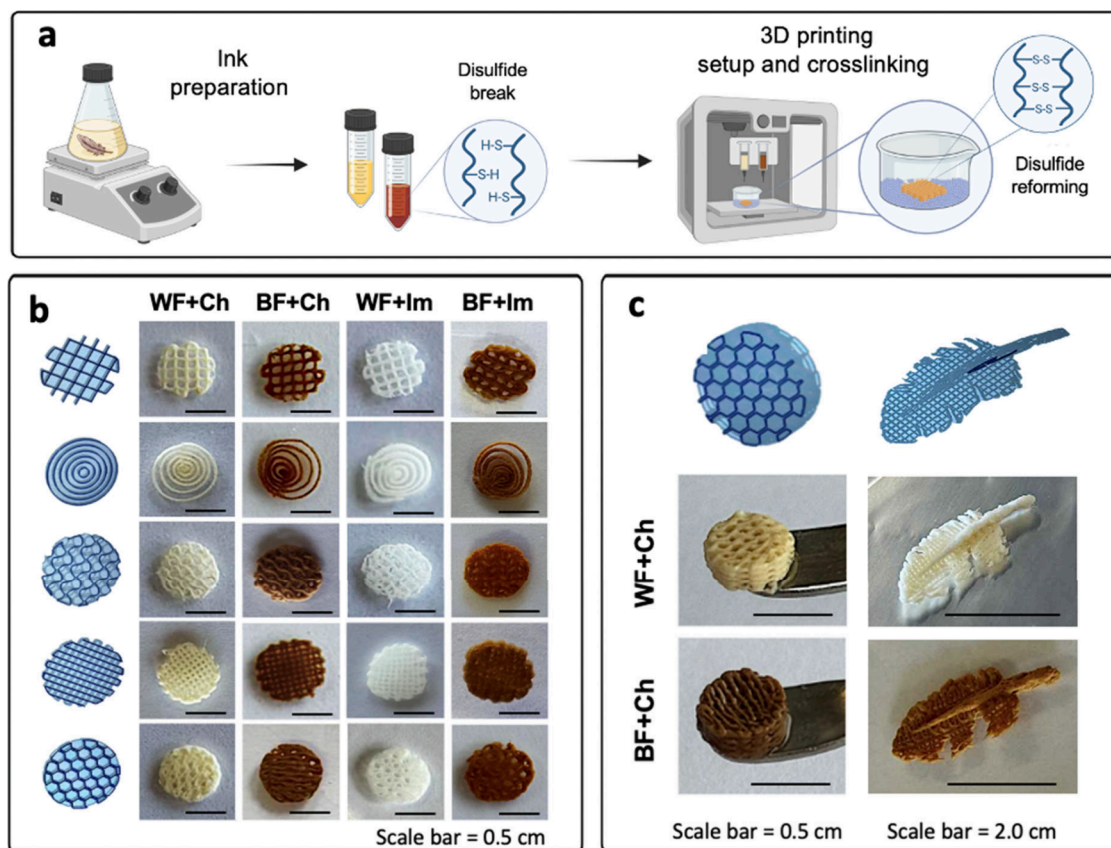 a
Ink
preparation
Disulfide
break
H-S
S-H
H-S
3D printing
setup and crosslinking
S-S
S-S
S-S
Disulfide
reforming
b
WF+Ch BF+Ch WF+Im BF+Im
Scale bar = 0.5 cm
c
WF+Ch
BF+Ch
Scale bar = 0.5 cm Scale bar = 2.0 cm